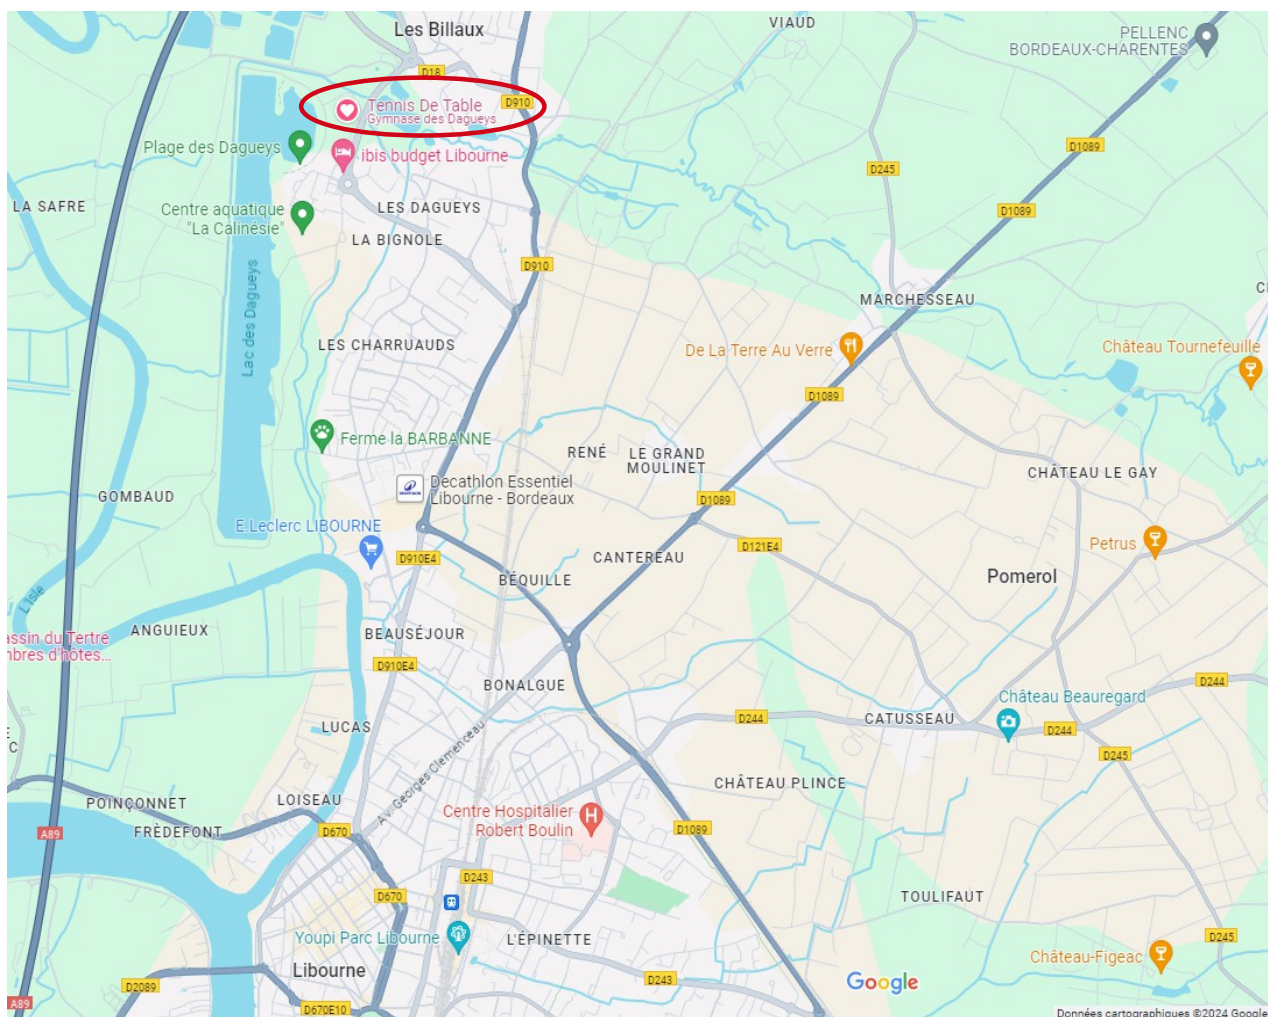 Les Billaux
VIAUD
PELLENC
BORDEAUX-CHARENTES
D18
D910
Tennis De Table
Gymnase des Dagueys
Plage des Dagueys
ibis budget Libourne
D1089
D245
LA SAFRE
Centre aquatique
"La Calinésie"
LES DAGUEYS
D1089
LA BIGNOLE
D910
Lac des Dagueys
MARCHESSEAU
LES CHARRUAUDS
De La Terre Au Verre
Château Tournefeuille
D1089
Ferme la BARBANNE
RENÉ
LE GRAND
MOULINET
CHÂTEAU LE GAY
DECATHLON
Decathlon Essentiel
Libourne - Bordeaux
GOMBAUD
D1089
E.Leclerc LIBOURNE
D910E4
CANTEREAU
D121E4
Petrus
BÉQUILLE
Pomerol
L'Isle
ANGUIEUX
BEAUSÉJOUR
assin du Tertre
nbres d'hôtes...
D910E4
BONALGUE
D244
Château Beauregard
LUCAS
D244
CATUSSEAU
D244
D245
Av. Georges Clemenceau
CHÂTEAU PLINCE
POINÇONNET
LOISEAU
Centre Hospitalier
Robert Boulin
A89
FRÈDEFONT
D670
D1089
D243
D670
TOULIFAUT
Youpi Parc Libourne
L'ÉPINETTE
D245
Château-Figeac
Libourne
D2089
D243
Google
A89
D670E10
Données cartographiques ©2024 Google